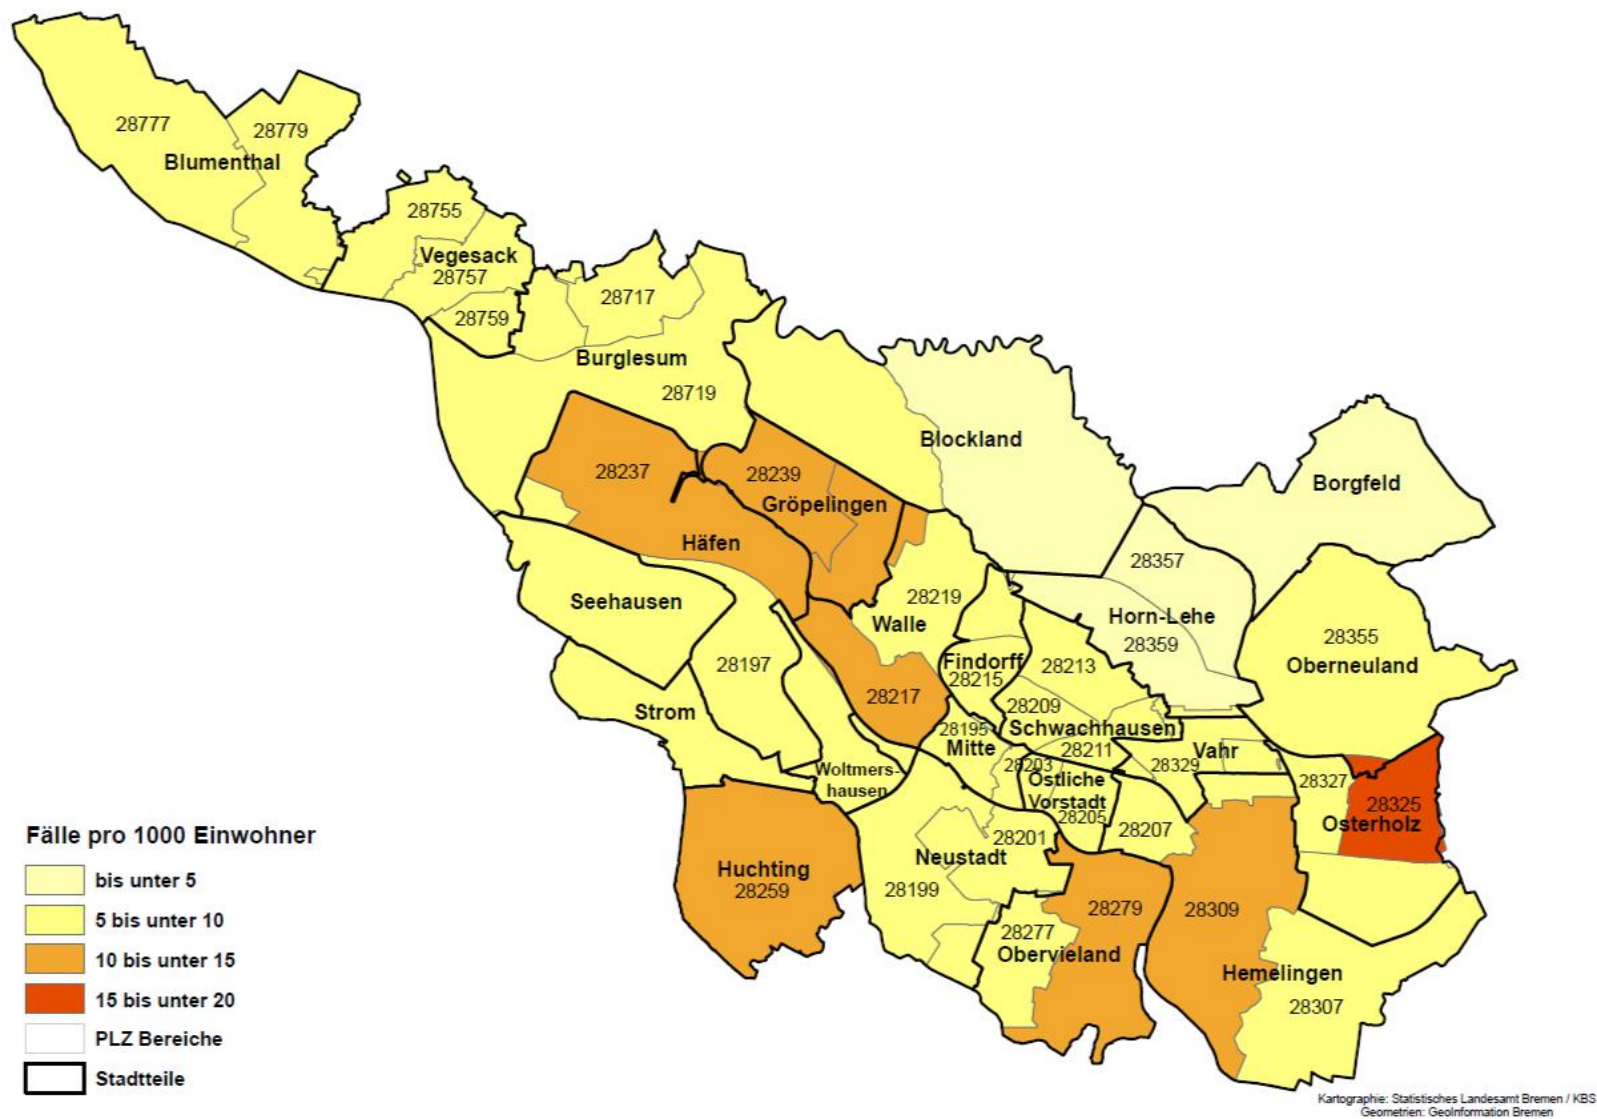 28777
28779
Blumenthal
28755
Vegesack
28757
28759
28717
Burglesum
28719
Blockland
Borgfeld
28237
28239
Gröpelingen
Häfen
28357
Seehausen
28219
Walle
Horn-Lehe
28359
28355
Oberneuland
28197
Findorff
28215
28213
28217
Strom
28209
Schwachhausen
28195
Mitte
28211
Vahr
28329
28203
Östliche
Vorstadt
28205
Woltmers-
hausen
28327
28325
Osterholz
28207
28201
Neustadt
28199
Huchting
28259
28279
28309
28277
Obervieland
Hemelingen
28307
Fälle pro 1000 Einwohner
bis unter 5
5 bis unter 10
10 bis unter 15
15 bis unter 20
PLZ Bereiche
Stadtteile
Kartographie: Statistisches Landesamt Bremen / KBS
Geometrien: GeoInformation Bremen